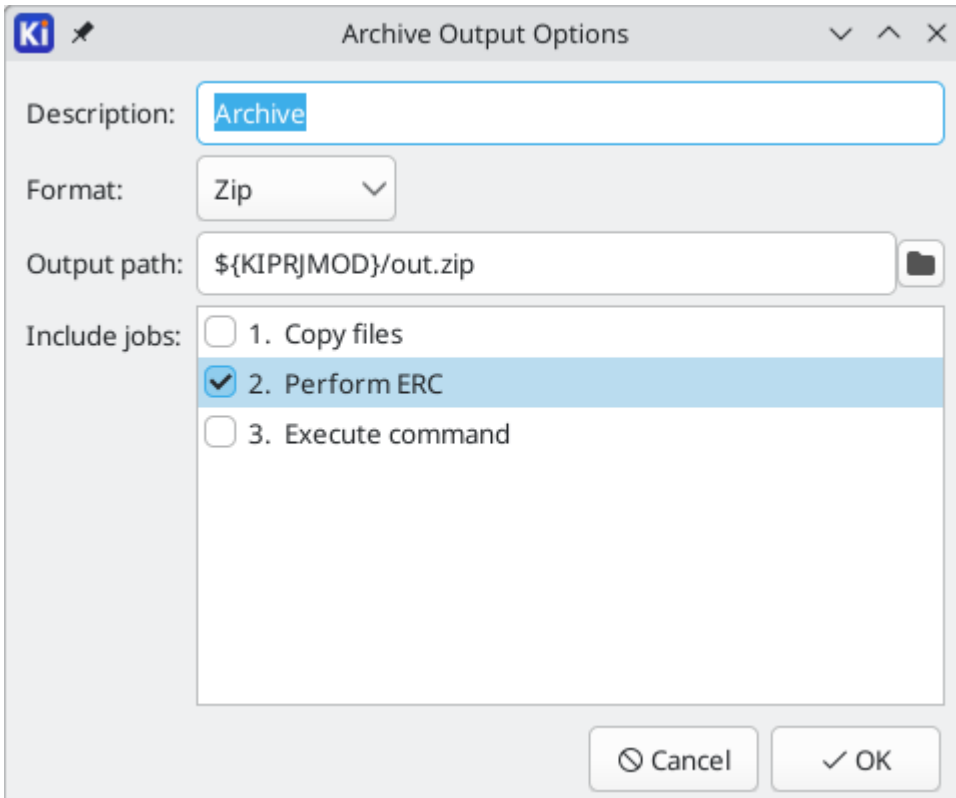 Ki Archive Output Options
Description: Archive
Format: Zip
Output path: ${KIPRJMOD}/out.zip
Include jobs: 1. Copy files
2. Perform ERC
3. Execute command
Cancel OK